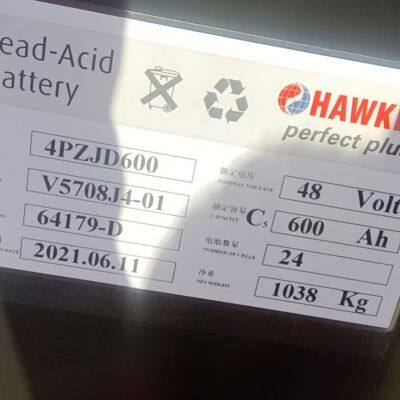 ead-Acid
attery
HAWK
perfect plu
4PZJD600
V5708J4-01
64179-D
2021.06.11
额定电压
NOMINAL VOLTAGE
48 Volt
额定容量
CAPACITY
C5
600 Ah
电池数量
NUMBER OF CELLS
24
净重
NET WEIGHT
1038 Kg